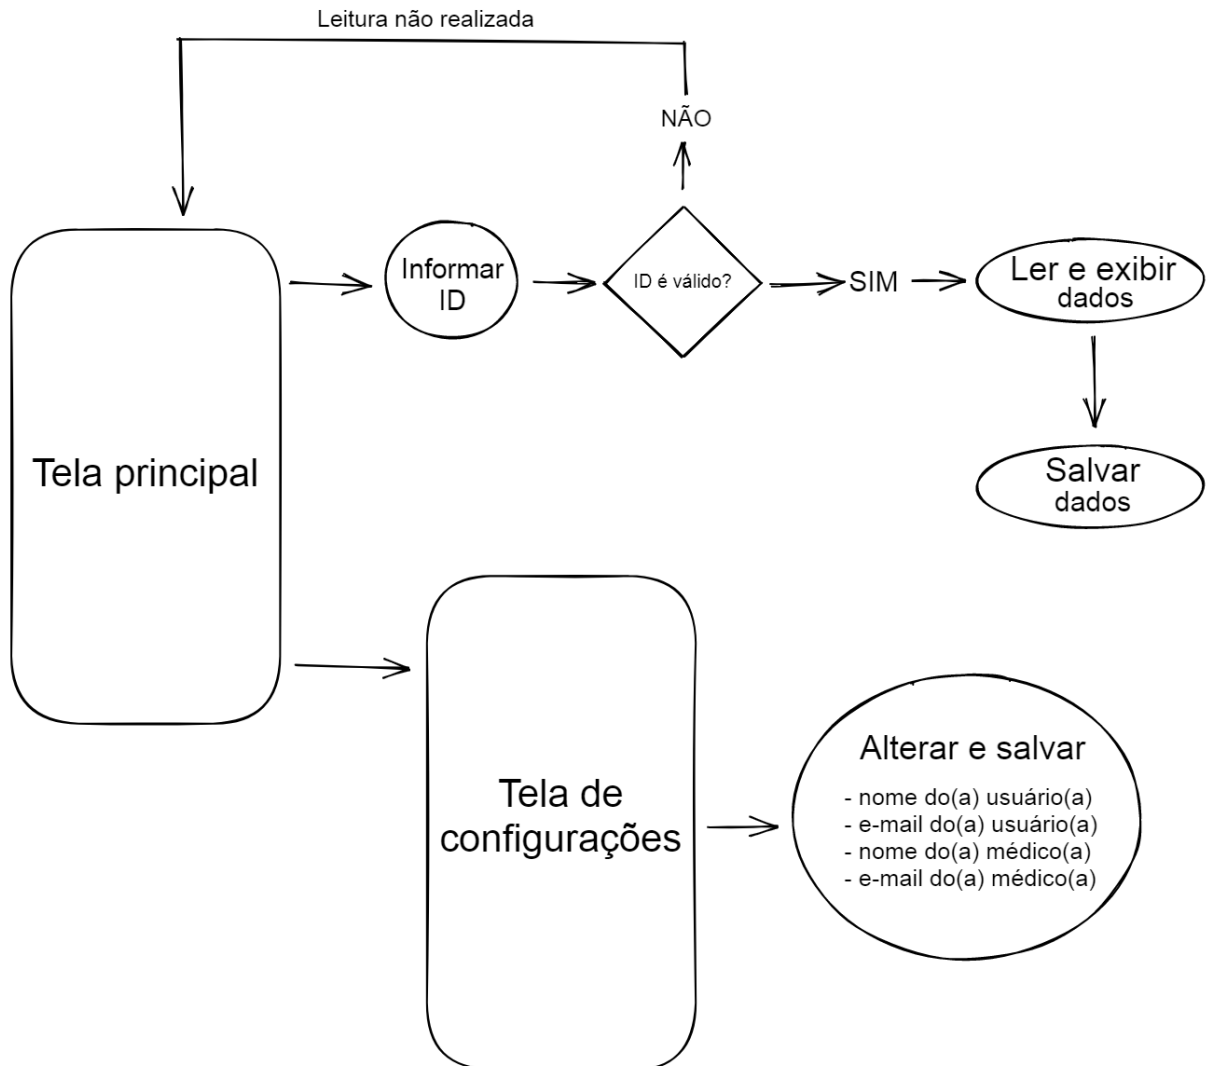 Leitura não realizada
NÃO
Informar
ID
ID é válido?
SIM
Ler e exibir
dados
Tela principal
Salvar
dados
Tela de
configurações
Alterar e salvar
- nome do(a) usuário(a)
- e-mail do(a) usuário(a)
- nome do(a) médico(a)
- e-mail do(a) médico(a)